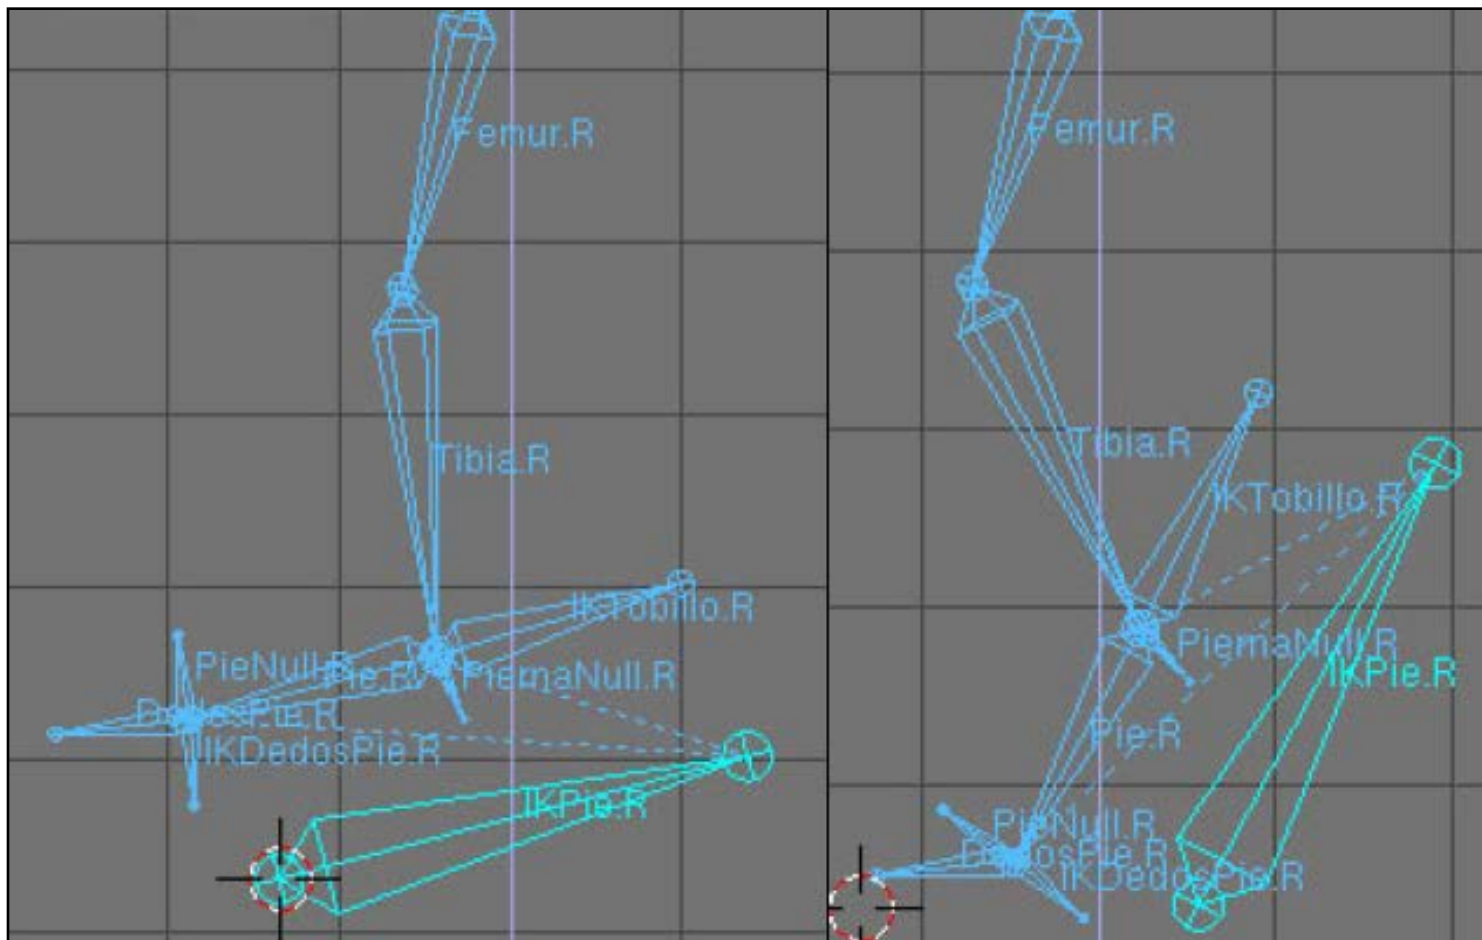 Femur.R
Tibia.R
IKTobillo.R
PieNull.R
Pie.R
PiernaNull.R
DedosPie.R
IKDedosPie.R
IKPie.R
Femur.R
Tibia.R
IKTobillo.R
PiernaNull.R
IKPie.R
Pie.R
PieNull.R
DedosPie.R
IKDedosPie.R